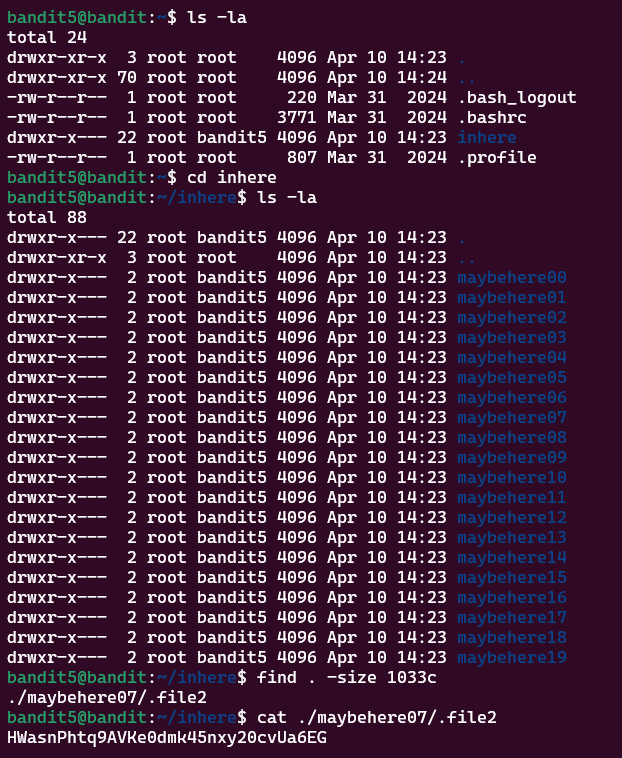 bandit5@bandit:~$ ls -la
total 24
drwxr-xr-x  3 root root    4096 Apr 10 14:23 .
drwxr-xr-x 70 root root    4096 Apr 10 14:24 ..
-rw-r--r--  1 root root     220 Mar 31  2024 .bash_logout
-rw-r--r--  1 root root    3771 Mar 31  2024 .bashrc
drwxr-x--- 22 root bandit5 4096 Apr 10 14:23 inhere
-rw-r--r--  1 root root     807 Mar 31  2024 .profile
bandit5@bandit:~$ cd inhere
bandit5@bandit:~/inhere$ ls -la
total 88
drwxr-x--- 22 root bandit5 4096 Apr 10 14:23 .
drwxr-xr-x  3 root root    4096 Apr 10 14:23 ..
drwxr-x---  2 root bandit5 4096 Apr 10 14:23 maybehere00
drwxr-x---  2 root bandit5 4096 Apr 10 14:23 maybehere01
drwxr-x---  2 root bandit5 4096 Apr 10 14:23 maybehere02
drwxr-x---  2 root bandit5 4096 Apr 10 14:23 maybehere03
drwxr-x---  2 root bandit5 4096 Apr 10 14:23 maybehere04
drwxr-x---  2 root bandit5 4096 Apr 10 14:23 maybehere05
drwxr-x---  2 root bandit5 4096 Apr 10 14:23 maybehere06
drwxr-x---  2 root bandit5 4096 Apr 10 14:23 maybehere07
drwxr-x---  2 root bandit5 4096 Apr 10 14:23 maybehere08
drwxr-x---  2 root bandit5 4096 Apr 10 14:23 maybehere09
drwxr-x---  2 root bandit5 4096 Apr 10 14:23 maybehere10
drwxr-x---  2 root bandit5 4096 Apr 10 14:23 maybehere11
drwxr-x---  2 root bandit5 4096 Apr 10 14:23 maybehere12
drwxr-x---  2 root bandit5 4096 Apr 10 14:23 maybehere13
drwxr-x---  2 root bandit5 4096 Apr 10 14:23 maybehere14
drwxr-x---  2 root bandit5 4096 Apr 10 14:23 maybehere15
drwxr-x---  2 root bandit5 4096 Apr 10 14:23 maybehere16
drwxr-x---  2 root bandit5 4096 Apr 10 14:23 maybehere17
drwxr-x---  2 root bandit5 4096 Apr 10 14:23 maybehere18
drwxr-x---  2 root bandit5 4096 Apr 10 14:23 maybehere19
bandit5@bandit:~/inhere$ find . -size 1033c
./maybehere07/.file2
bandit5@bandit:~/inhere$ cat ./maybehere07/.file2
HWasnPhtq9AVKe0dmk45nxy20cvUa6EG